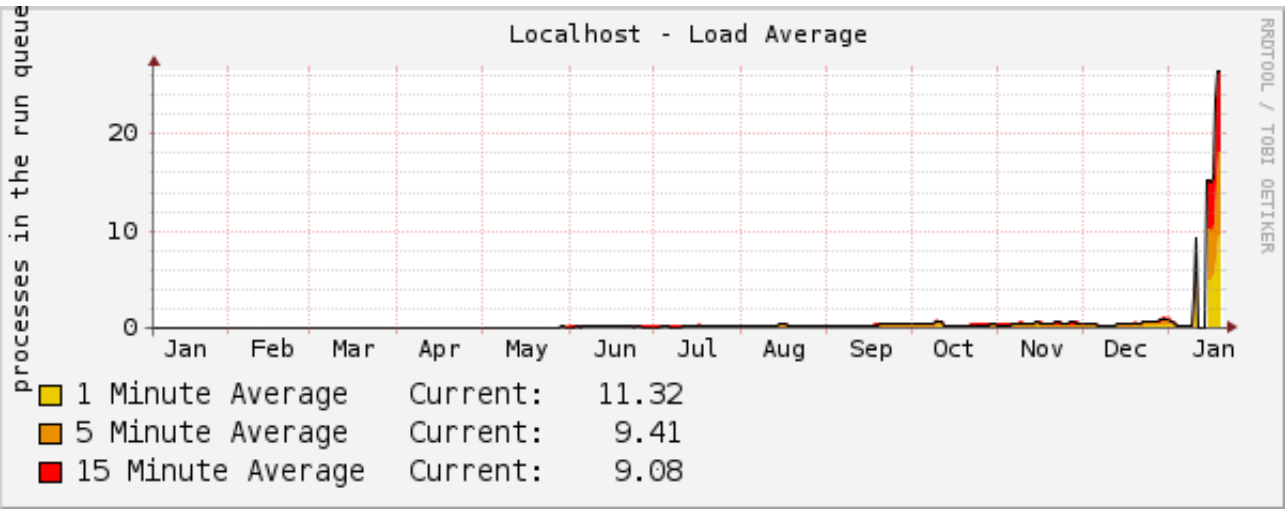 Localhost - Load Average
processes in the run queue
20
10
0
Jan Feb Mar Apr May Jun Jul Aug Sep Oct Nov Dec Jan
1 Minute Average Current: 11.32
5 Minute Average Current: 9.41
15 Minute Average Current: 9.08
RRDTOOL / TOBI OETIKER